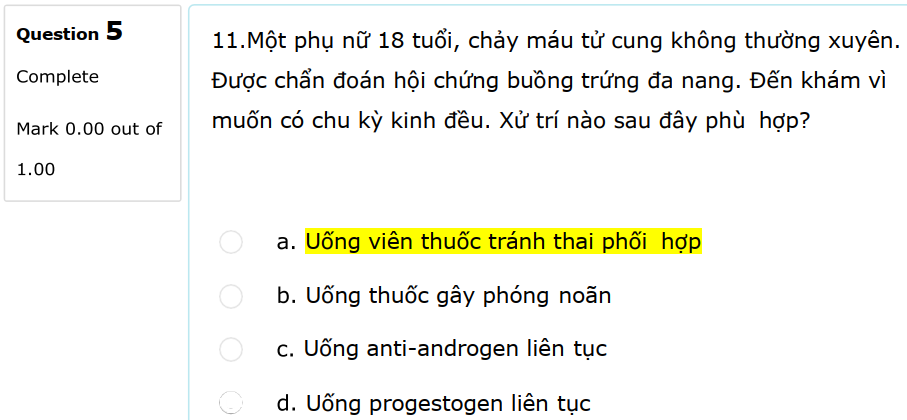 Question 5
Complete
Mark 0.00 out of
1.00
11.Một phụ nữ 18 tuổi, chảy máu tử cung không thường xuyên.
Được chẩn đoán hội chứng buồng trứng đa nang. Đến khám vì
muốn có chu kỳ kinh đều. Xử trí nào sau đây phù hợp?
a. Uống viên thuốc tránh thai phối hợp
b. Uống thuốc gây phóng noãn
c. Uống anti-androgen liên tục
d. Uống progestogen liên tục